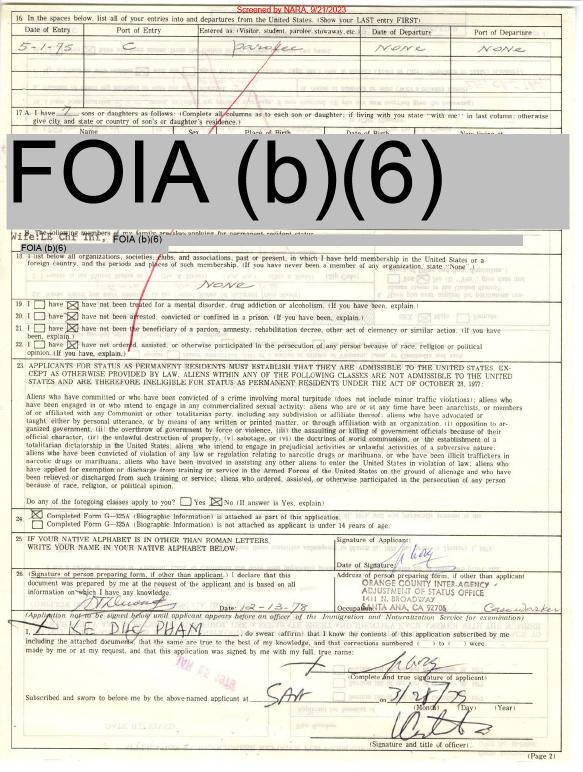 Screened by NARA, 9/21/2023
16 In the spaces below, list all of your entries into and departures from the United States. (Show your LAST entry FIRST)
Date of Entry Port of Entry Entered as: (Visitor, student, parolee, stowaway, etc.) Date of Departure Port of Departure
5-1-75 C parolee NONE NONE
17 A. I have 7 sons or daughters as follows: (Complete all columns as to each son or daughter; if living with you state "with me" in last column; otherwise
give city and state or country of son's or daughter's residence.)
Name Sex Place of Birth Date of Birth Now living at
FOIA (b)(6)
B. The following members of my family are also applying for permanent resident status
Wife: LE Chi Thi, FOIA (b)(6)
FOIA (b)(6)
18. I list below all organizations, societies, clubs, and associations, past or present, in which I have held membership in the United States or a
foreign country, and the periods and places of such membership. (If you have never been a member of any organization, state "None".)
NONE
19. I have have not been treated for a mental disorder, drug addiction or alcoholism. (If you have been, explain.)
20. I have have not been arrested, convicted or confined in a prison. (If you have been, explain.)
21. I have have not been the beneficiary of a pardon, amnesty, rehabilitation decree, other act of clemency or similar action. (If you have
been, explain.)
22. I have have not ordered, assisted, or otherwise participated in the persecution of any person because of race, religion or political
opinion. (If you have, explain.)
23 APPLICANTS FOR STATUS AS PERMANENT RESIDENTS MUST ESTABLISH THAT THEY ARE ADMISSIBLE TO THE UNITED STATES. EX-
CEPT AS OTHERWISE PROVIDED BY LAW, ALIENS WITHIN ANY OF THE FOLLOWING CLASSES ARE NOT ADMISSIBLE TO THE UNITED
STATES AND ARE THEREFORE INELIGIBLE FOR STATUS AS PERMANENT RESIDENTS UNDER THE ACT OF OCTOBER 28, 1977:
Aliens who have committed or who have been convicted of a crime involving moral turpitude (does not include minor traffic violations); aliens who
have been engaged in or who intend to engage in any commercialized sexual activity; aliens who are or at any time have been anarchists, or members
of or affiliated with any Communist or other totalitarian party, including any subdivision or affiliate thereof; aliens who have advocated or
taught, either by personal utterance, or by means of any written or printed matter, or through affiliation with an organization, (i) opposition to or-
ganized government, (ii) the overthrow of government by force or violence, (iii) the assaulting or killing of government officials because of their
official character, (iv) the unlawful destruction of property, (v) sabotage, or (vi) the doctrines of world communism, or the establishment of a
totalitarian dictatorship in the United States; aliens who intend to engage in prejudicial activities or unlawful activities of a subversive nature;
aliens who have been convicted of violation of any law or regulation relating to narcotic drugs or marihuana, or who have been illicit traffickers in
narcotic drugs or marihuana; aliens who have been involved in assisting any other aliens to enter the United States in violation of law; aliens who
have applied for exemption or discharge from training or service in the Armed Forces of the United States on the ground of alienage and who have
been relieved or discharged from such training or service; aliens who ordered, assisted, or otherwise participated in the persecution of any person
because of race, religion, or political opinion.
Do any of the foregoing classes apply to you? Yes No (If answer is Yes, explain)
24. Completed Form G-325A (Biographic Information) is attached as part of this application.
Completed Form G-325A (Biographic Information) is not attached as applicant is under 14 years of age.
25 IF YOUR NATIVE ALPHABET IS IN OTHER THAN ROMAN LETTERS,
WRITE YOUR NAME IN YOUR NATIVE ALPHABET BELOW:
Signature of Applicant:
Date of Signature:
26. (Signature of person preparing form, if other than applicant.) I declare that this
document was prepared by me at the request of the applicant and is based on all
information on which I have any knowledge.
Date: 12-13-78
Address of person preparing form, if other than applicant
ORANGE COUNTY INTER-AGENCY
ADJUSTMENT OF STATUS OFFICE
1411 N. BROADWAY
SANTA ANA, CA 92706
Occupation: Caseworker
(Application not to be signed below until applicant appears before an officer of the Immigration and Naturalization Service for examination)
I, X KE DUC PHAM, do swear (affirm) that I know the contents of this application subscribed by me
including the attached documents, that the same are true to the best of my knowledge, and that corrections numbered ( ) to ( ) were
made by me or at my request, and that this application was signed by me with my full, true name:
X
(Complete and true signature of applicant)
Subscribed and sworn to before me by the above-named applicant at SAA on 3/28/79
(Month) (Day) (Year)
(Signature and title of officer)
(Page 2)